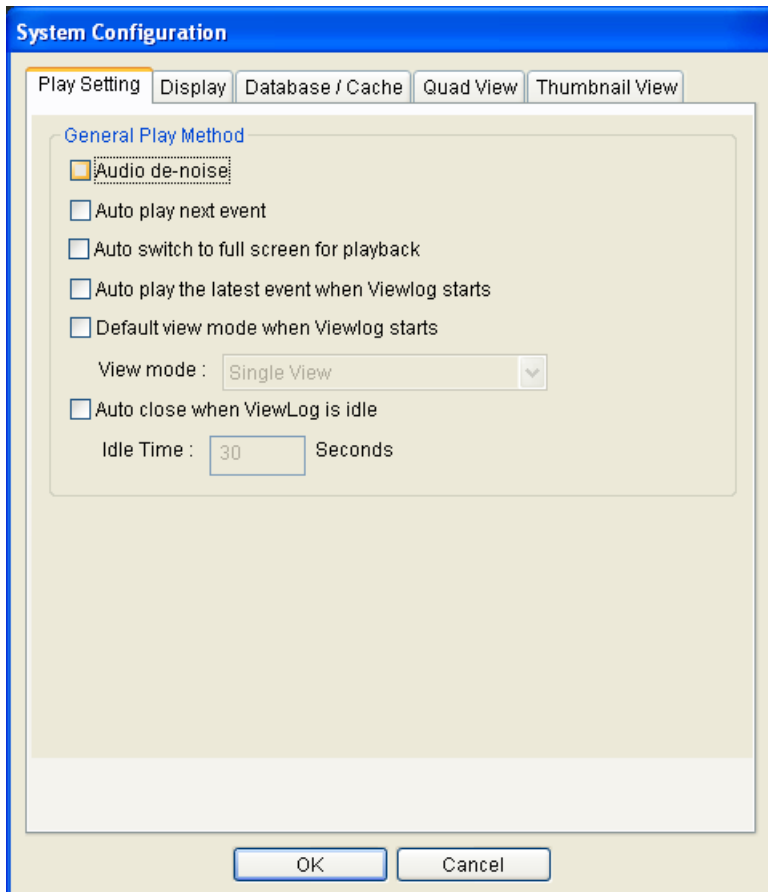 System Configuration
Play Setting Display Database / Cache Quad View Thumbnail View
General Play Method
Audio de-noise
Auto play next event
Auto switch to full screen for playback
Auto play the latest event when Viewlog starts
Default view mode when Viewlog starts
View mode : Single View
Auto close when ViewLog is idle
Idle Time : 30 Seconds
OK Cancel